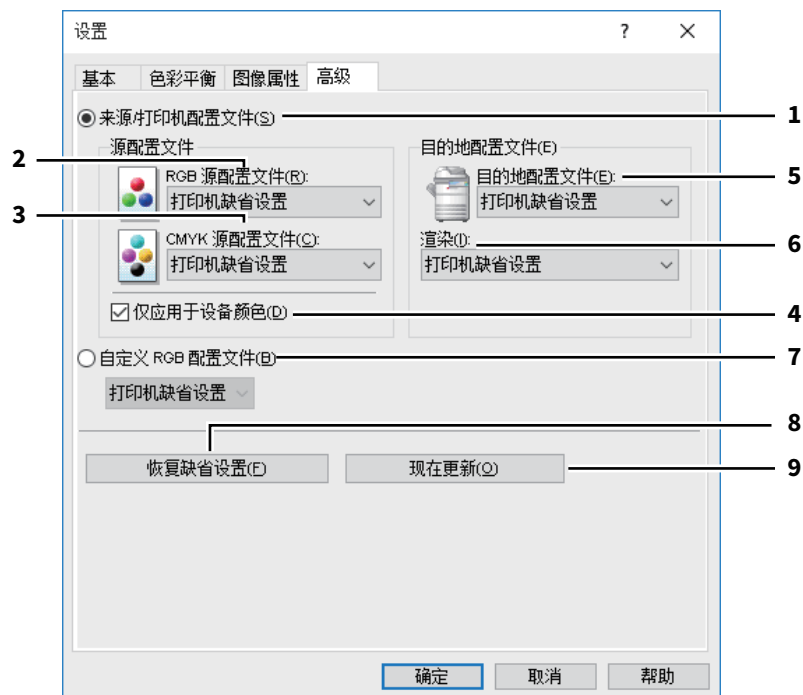 设置 ? ×
基本 色彩平衡 图像属性 高级
来源/打印机配置文件(S) 1
源配置文件
目的地配置文件(E)
2
RGB 源配置文件(R):
打印机缺省设置
目的地配置文件(E): 5
打印机缺省设置
3
CMYK 源配置文件(C):
打印机缺省设置
渲染(I): 6
打印机缺省设置
仅应用于设备颜色(D) 4
自定义 RGB 配置文件(B) 7
打印机缺省设置
8
恢复缺省设置(F) 现在更新(O) 9
确定 取消 帮助